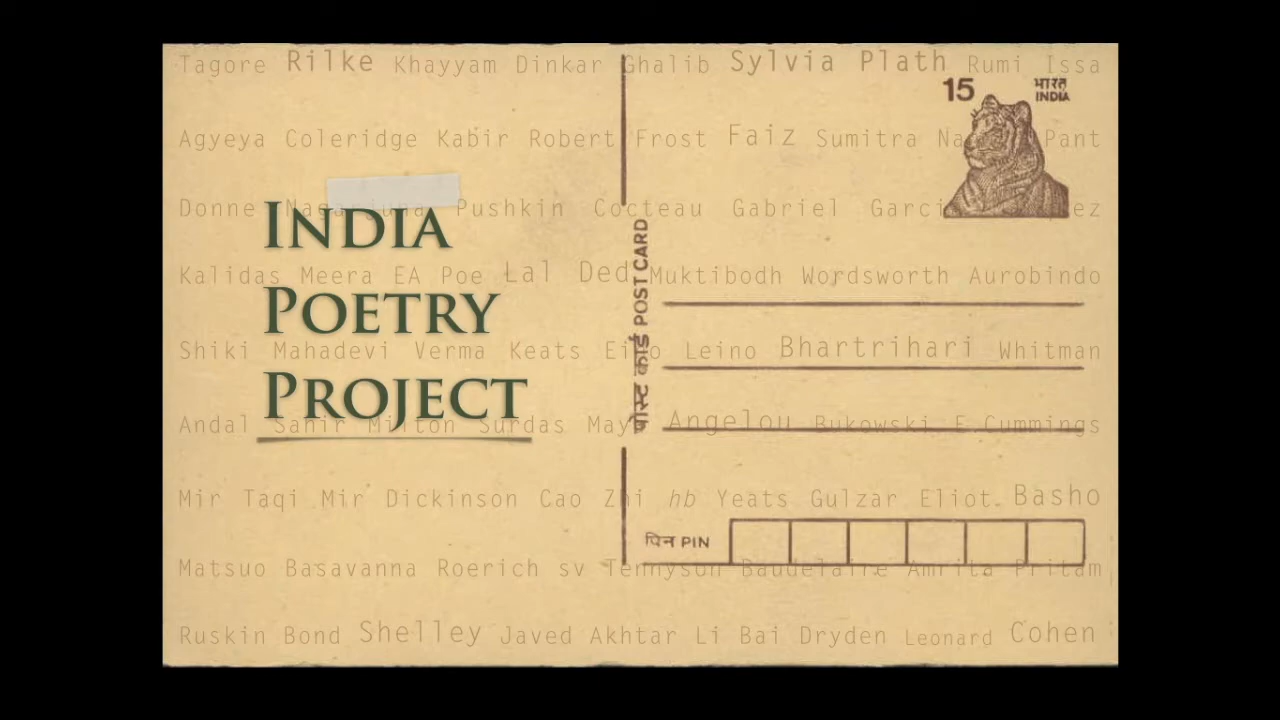 Tagore Rilke Khayyam Dinkar Ghalib Sylvia Plath Rumi Issa
15 भारत
INDIA
Agyeya Coleridge Kabir Robert Frost Faiz Sumitra Pant
Donne Pushkin Cocteau Gabriel
INDIA
POETRY
PROJECT
Kalidas Meera EA Poe Lal Ded Muktibodh Wordsworth Aurobindo
पोस्ट कार्ड POST CARD
Shiki Mahadevi Verma Keats Eino Leino Bhartrihari Whitman
Andal Sahir Milton Surdas Maya Angelou Bukowski E.Cummings
Mir Taqi Mir Dickinson Cao Zhi hb Yeats Gulzar Eliot Basho
पिन PIN
Matsuo Basavanna Roerich sv Tennyson Baudelaire Amrita Pritam
Ruskin Bond Shelley Javed Akhtar Li Bai Dryden Leonard Cohen